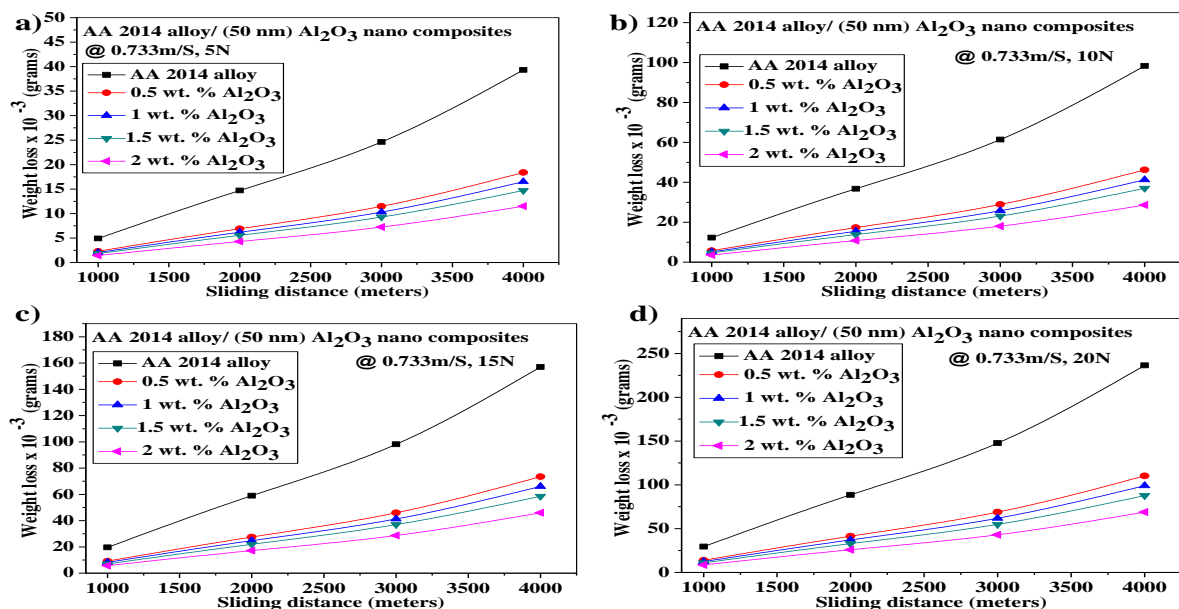 a)
AA 2014 alloy/ (50 nm) Al2O3 nano composites
@ 0.733m/S, 5N
AA 2014 alloy
0.5 wt. % Al2O3
1 wt. % Al2O3
1.5 wt. % Al2O3
2 wt. % Al2O3
Weight loss x 10 -3 (grams)
50
45
40
35
30
25
20
15
10
5
0
1000 1500 2000 2500 3000 3500 4000
Sliding distance (meters)
b)
AA 2014 alloy/ (50 nm) Al2O3 nano composites
@ 0.733m/S, 10N
AA 2014 alloy
0.5 wt. % Al2O3
1 wt. % Al2O3
1.5 wt. % Al2O3
2 wt. % Al2O3
Weight loss x 10 -3 (grams)
120
100
80
60
40
20
0
1000 1500 2000 2500 3000 3500 4000
Sliding distance (meters)
c)
AA 2014 alloy/ (50 nm) Al2O3 nano composites
@ 0.733m/S, 15N
AA 2014 alloy
0.5 wt. % Al2O3
1 wt. % Al2O3
1.5 wt. % Al2O3
2 wt. % Al2O3
Weight loss x 10 -3 (grams)
180
160
140
120
100
80
60
40
20
0
1000 1500 2000 2500 3000 3500 4000
Sliding distance (meters)
d)
AA 2014 alloy/ (50 nm) Al2O3 nano composites
@ 0.733m/S, 20N
AA 2014 alloy
0.5 wt. % Al2O3
1 wt. % Al2O3
1.5 wt. % Al2O3
2 wt. % Al2O3
Weight loss x 10 -3 (grams)
250
200
150
100
50
0
1000 1500 2000 2500 3000 3500 4000
Sliding distance (meters)